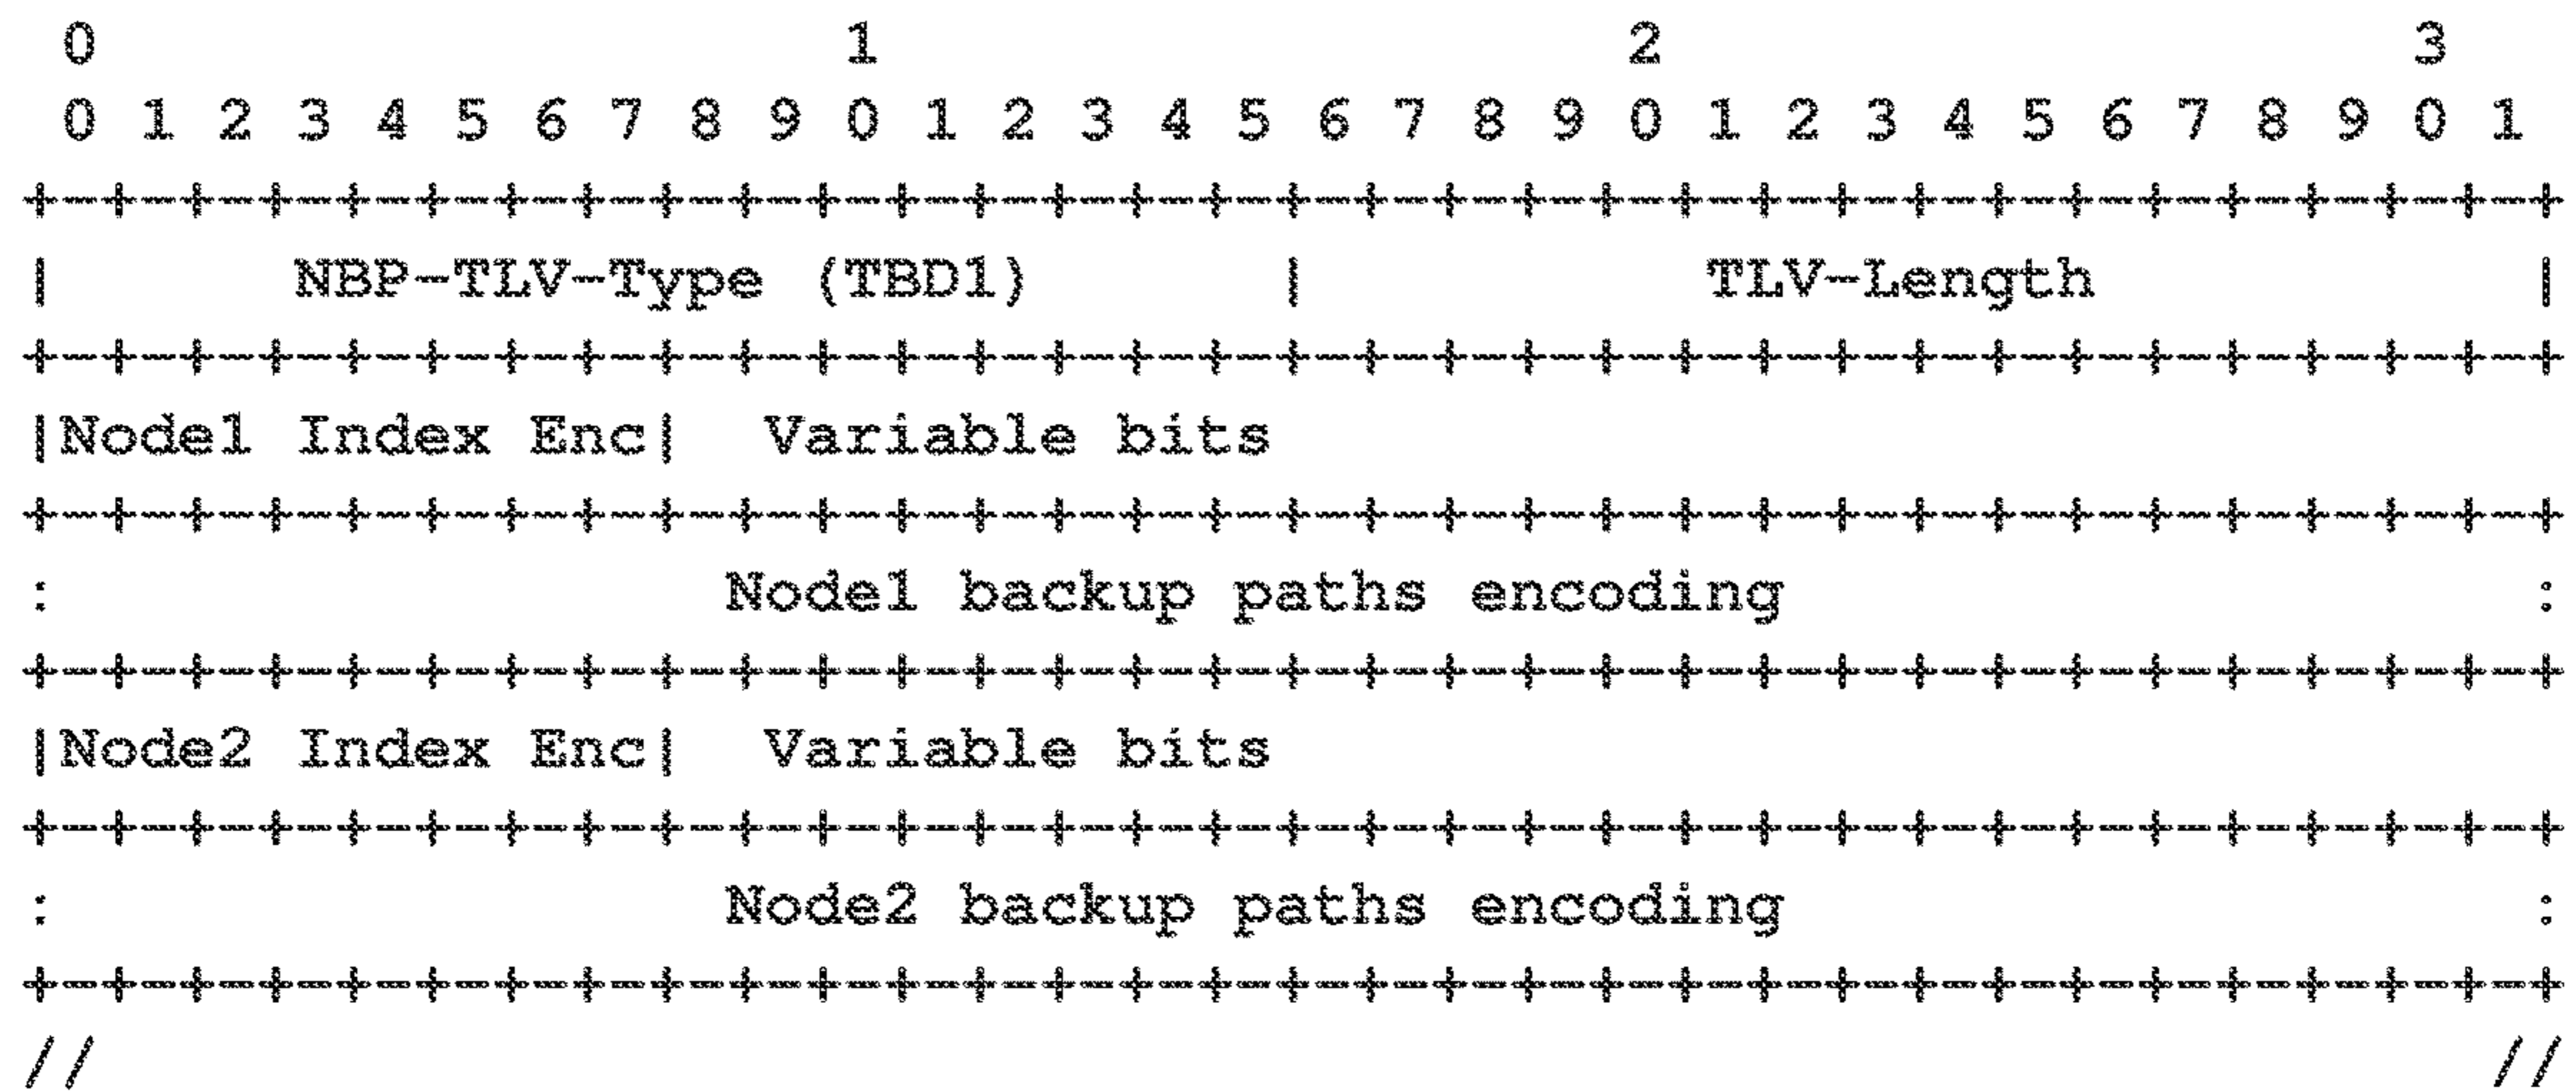 0                   1                   2                   3
 0 1 2 3 4 5 6 7 8 9 0 1 2 3 4 5 6 7 8 9 0 1 2 3 4 5 6 7 8 9 0 1
+-+-+-+-+-+-+-+-+-+-+-+-+-+-+-+-+-+-+-+-+-+-+-+-+-+-+-+-+-+-+-+-+
|      NBP-TLV-Type (TBD1)      |          TLV-Length           |
+-+-+-+-+-+-+-+-+-+-+-+-+-+-+-+-+-+-+-+-+-+-+-+-+-+-+-+-+-+-+-+-+
|Node1 Index Enc|  Variable bits
+-+-+-+-+-+-+-+-+-+-+-+-+-+-+-+-+-+-+-+-+-+-+-+-+-+-+-+-+-+-+-+-+
:                 Node1 backup paths encoding                   :
+-+-+-+-+-+-+-+-+-+-+-+-+-+-+-+-+-+-+-+-+-+-+-+-+-+-+-+-+-+-+-+-+
|Node2 Index Enc|  Variable bits
+-+-+-+-+-+-+-+-+-+-+-+-+-+-+-+-+-+-+-+-+-+-+-+-+-+-+-+-+-+-+-+-+
:                 Node2 backup paths encoding                   :
+-+-+-+-+-+-+-+-+-+-+-+-+-+-+-+-+-+-+-+-+-+-+-+-+-+-+-+-+-+-+-+-+
//                                                             //